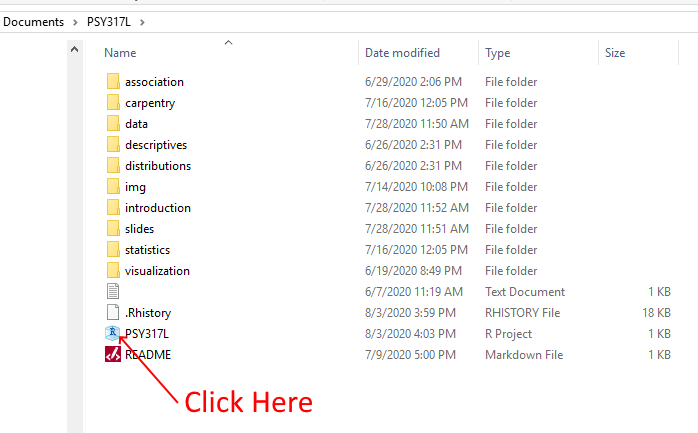 Documents > PSY317L >
Name Date modified Type Size
association 6/29/2020 2:06 PM File folder
carpentry 7/16/2020 12:05 PM File folder
data 7/28/2020 11:50 AM File folder
descriptives 6/26/2020 2:31 PM File folder
distributions 6/26/2020 2:31 PM File folder
img 7/14/2020 10:08 PM File folder
introduction 7/28/2020 11:52 AM File folder
slides 7/28/2020 11:51 AM File folder
statistics 7/16/2020 12:05 PM File folder
visualization 6/19/2020 8:49 PM File folder
6/7/2020 11:19 AM Text Document 1 KB
.Rhistory 8/3/2020 3:59 PM RHISTORY File 18 KB
PSY317L 8/3/2020 4:03 PM R Project 1 KB
README 7/9/2020 5:00 PM Markdown File 1 KB
Click Here